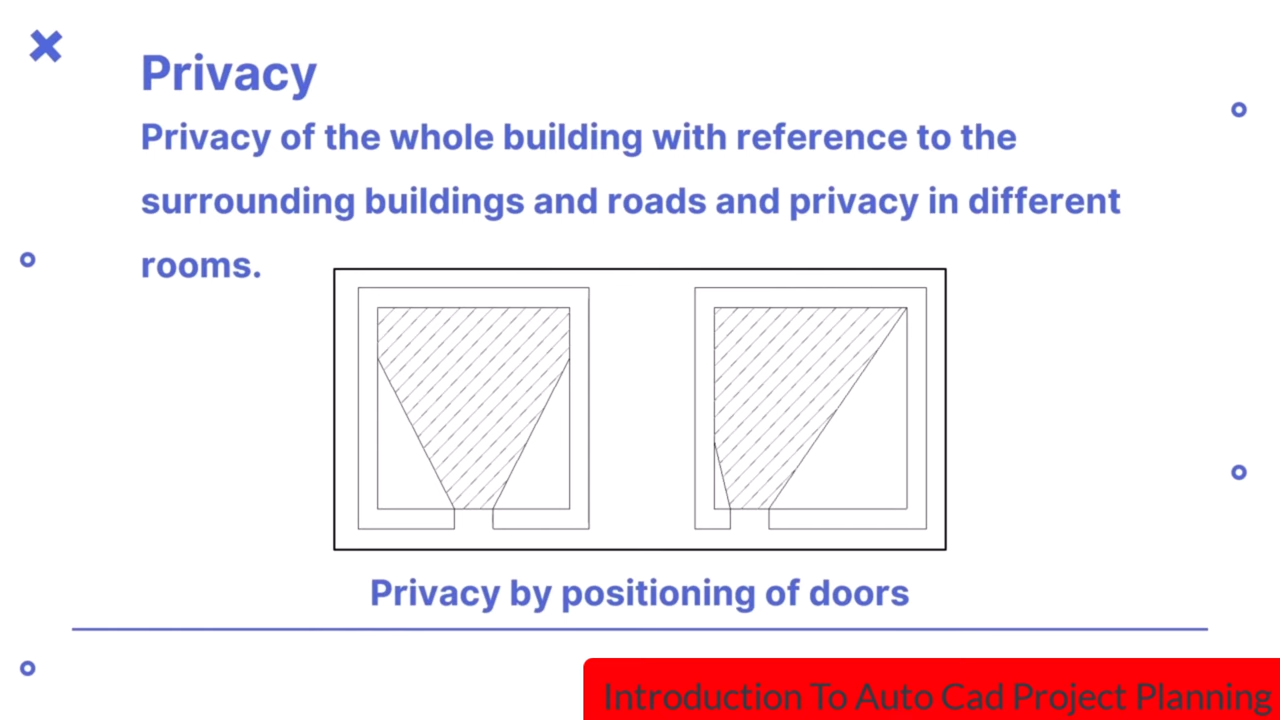 Privacy
Privacy of the whole building with reference to the
surrounding buildings and roads and privacy in different
rooms.
Privacy by positioning of doors
Introduction To Auto Cad Project Planning